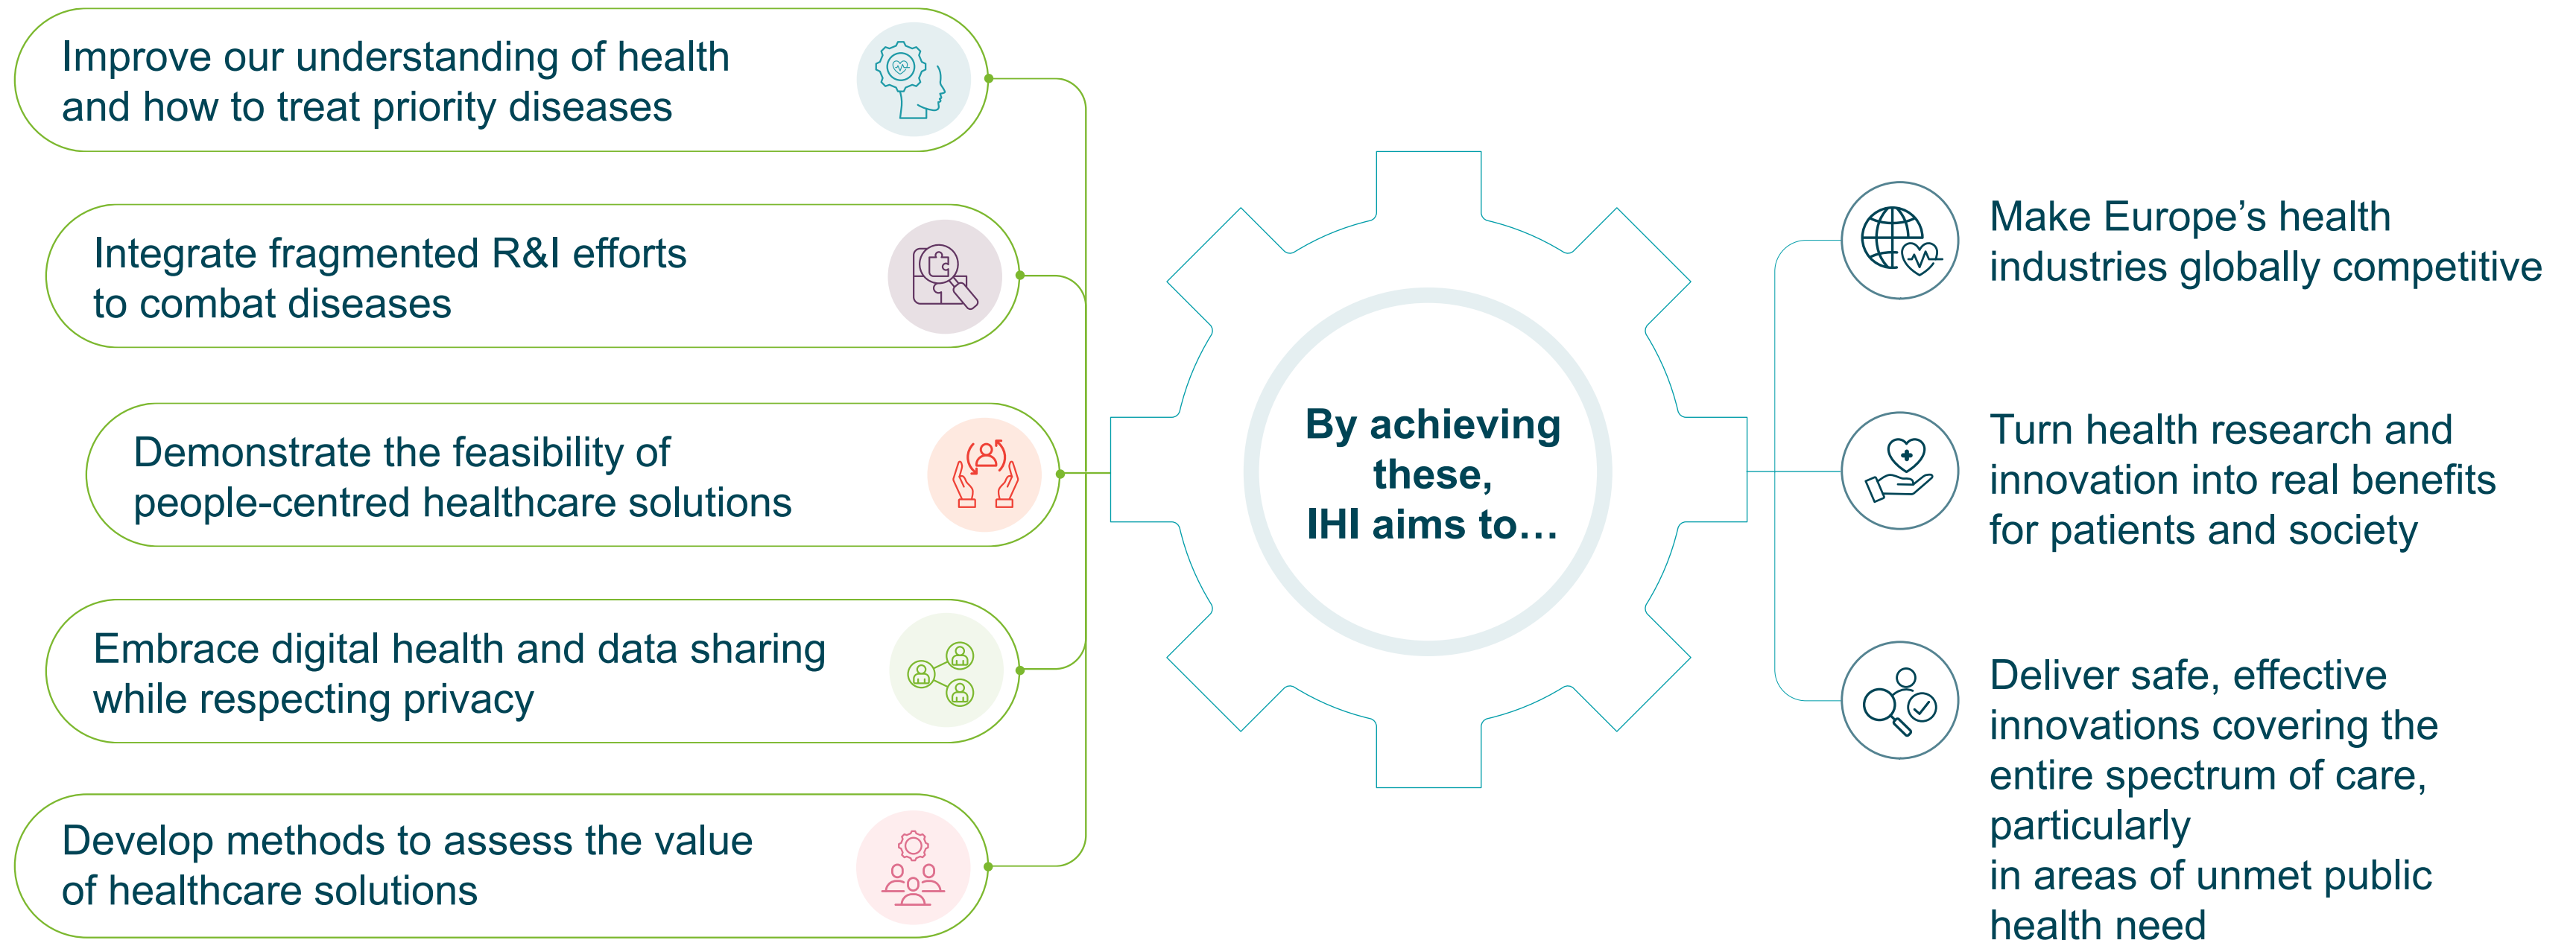 Improve our understanding of health
and how to treat priority diseases
Integrate fragmented R&I efforts
to combat diseases
Demonstrate the feasibility of
people-centred healthcare solutions
Embrace digital health and data sharing
while respecting privacy
Develop methods to assess the value
of healthcare solutions
By achieving
these,
IHI aims to…
Make Europe’s health
industries globally competitive
Turn health research and
innovation into real benefits
for patients and society
Deliver safe, effective
innovations covering the
entire spectrum of care,
particularly
in areas of unmet public
health need